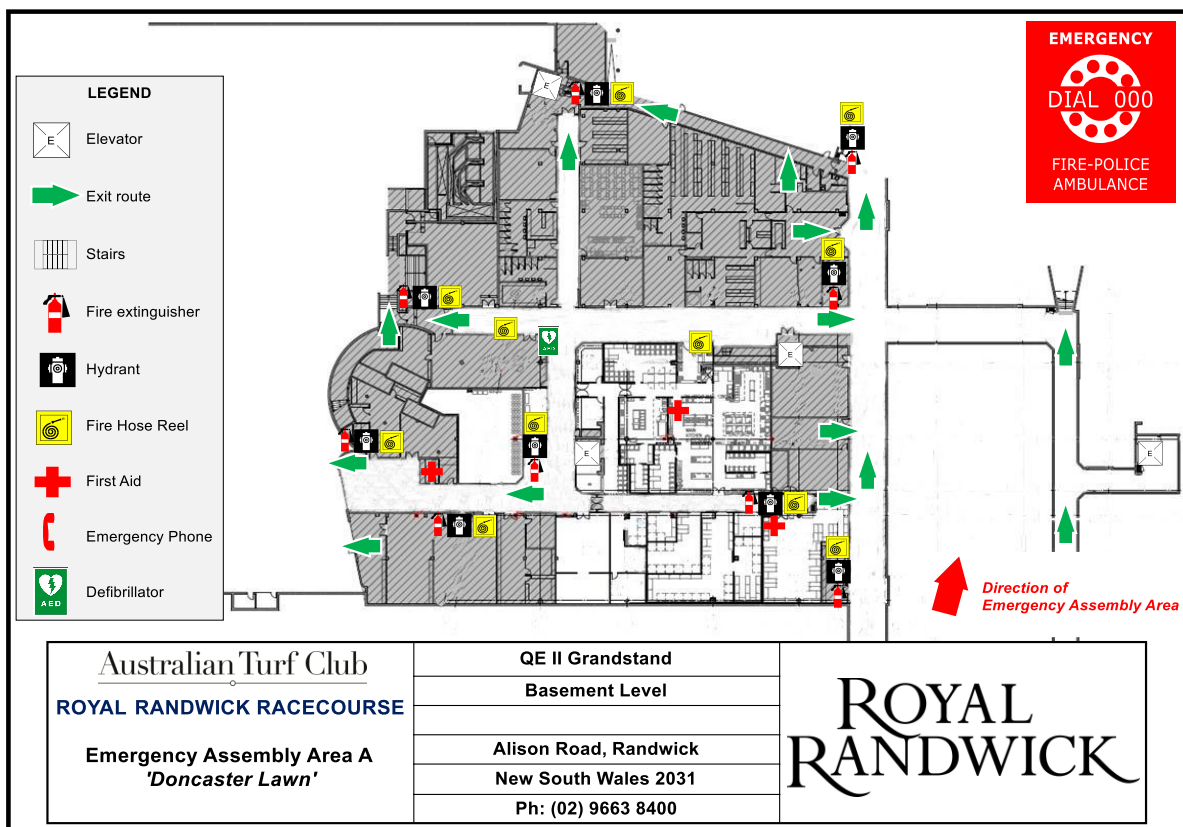 EMERGENCY
DIAL 000
FIRE-POLICE
AMBULANCE
LEGEND
E
Elevator
Exit route
Stairs
Fire extinguisher
Hydrant
Fire Hose Reel
First Aid
Emergency Phone
AED
Defibrillator
E
AED
E
E
E
Direction of
Emergency Assembly Area
Australian Turf Club
ROYAL RANDWICK RACECOURSE
Emergency Assembly Area A
'Doncaster Lawn'
QE II Grandstand
Basement Level
Alison Road, Randwick
New South Wales 2031
Ph: (02) 9663 8400
ROYAL
RANDWICK